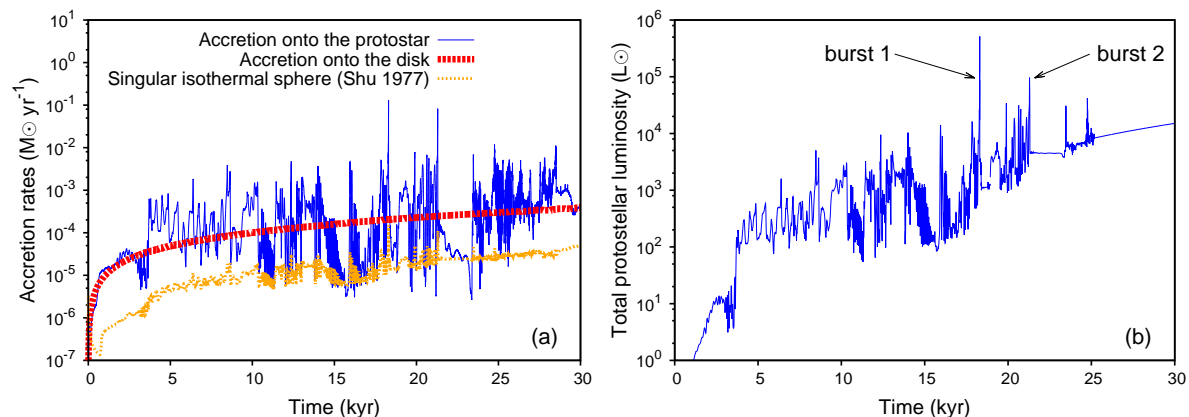 Accretion rates (M⊙ yr⁻¹)
10¹
10⁰
10⁻¹
10⁻²
10⁻³
10⁻⁴
10⁻⁵
10⁻⁶
10⁻⁷
Accretion onto the protostar
Accretion onto the disk
Singular isothermal sphere (Shu 1977)
(a)
0 5 10 15 20 25 30
Time (kyr)
Total protostellar luminosity (L⊙)
10⁶
10⁵
10⁴
10³
10²
10¹
10⁰
burst 1
burst 2
(b)
0 5 10 15 20 25 30
Time (kyr)